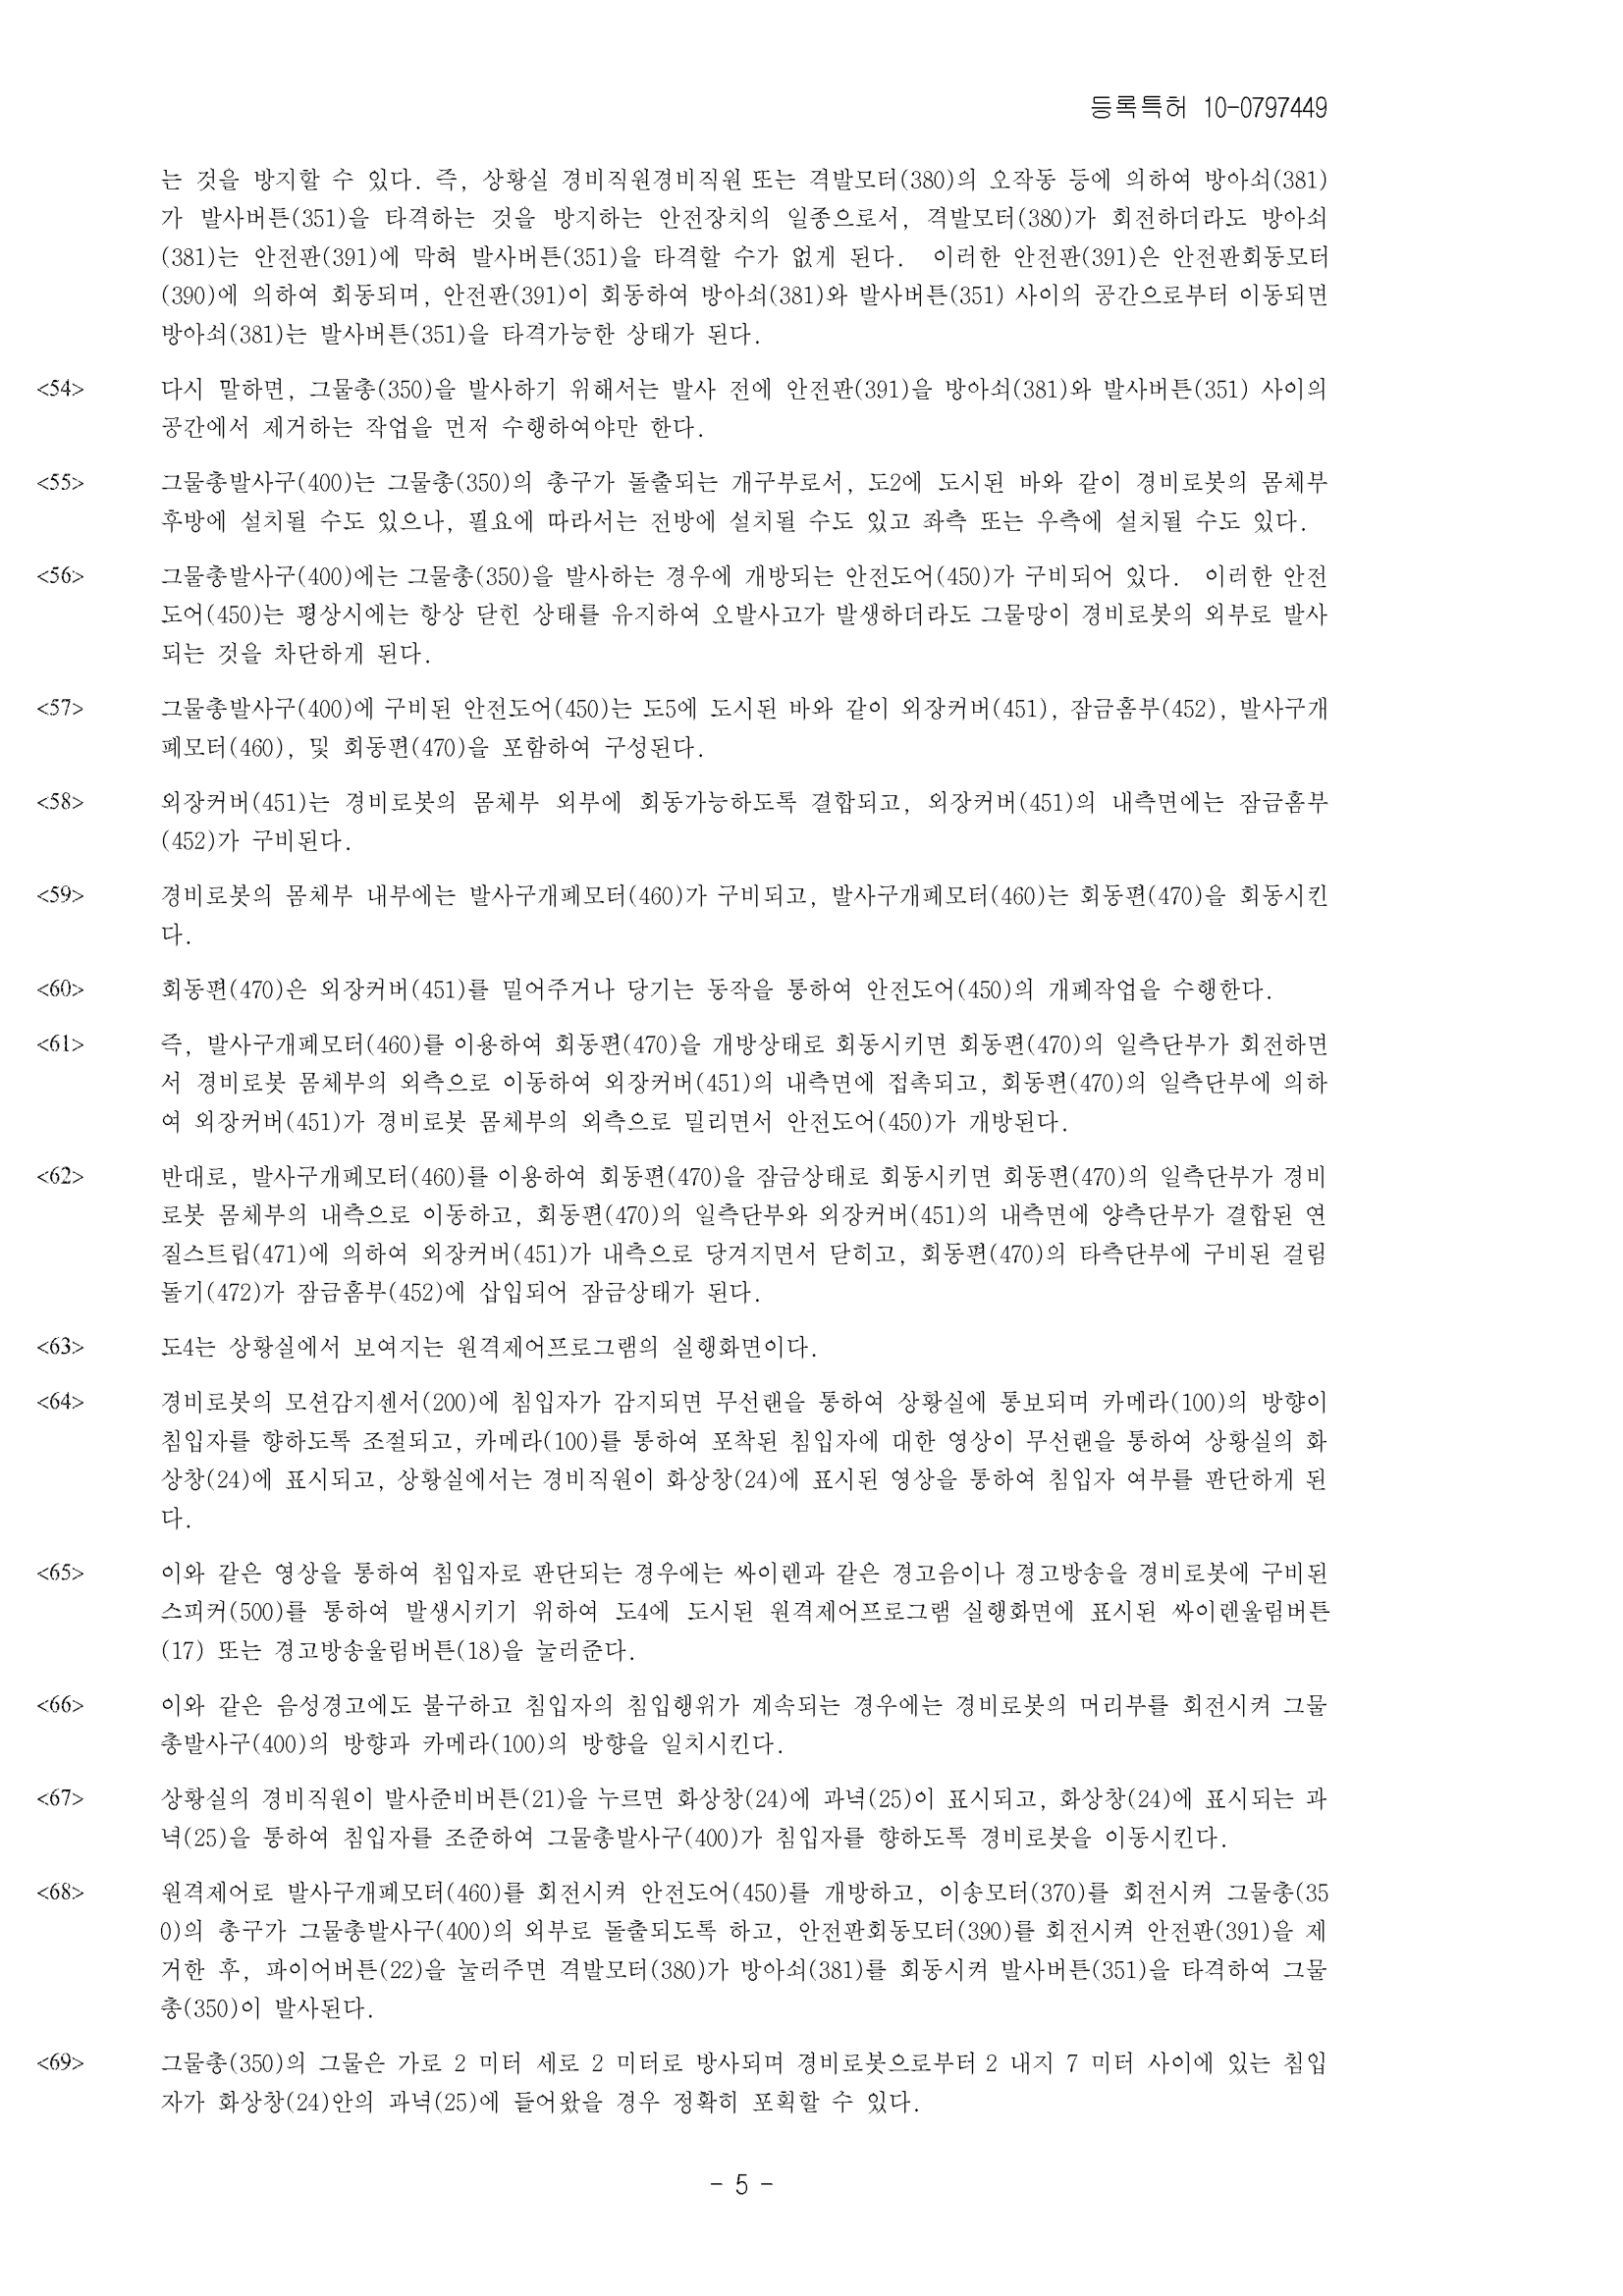 등록특허 10-0797449
는 것을 방지할 수 있다. 즉, 상황실 경비직원경비직원 또는 격발모터(380)의 오작동 등에 의하여 방아쇠(381)
가 발사버튼(351)을 타격하는 것을 방지하는 안전장치의 일종으로서, 격발모터(380)가 회전하더라도 방아쇠
(381)는 안전판(391)에 막혀 발사버튼(351)을 타격할 수가 없게 된다. 이러한 안전판(391)은 안전판회동모터
(390)에 의하여 회동되며, 안전판(391)이 회동하여 방아쇠(381)와 발사버튼(351) 사이의 공간으로부터 이동되면
방아쇠(381)는 발사버튼(351)을 타격가능한 상태가 된다.
<54> 다시 말하면, 그물총(350)을 발사하기 위해서는 발사 전에 안전판(391)을 방아쇠(381)와 발사버튼(351) 사이의
공간에서 제거하는 작업을 먼저 수행하여야만 한다.
<55> 그물총발사구(400)는 그물총(350)의 총구가 돌출되는 개구부로서, 도2에 도시된 바와 같이 경비로봇의 몸체부
후방에 설치될 수도 있으나, 필요에 따라서는 전방에 설치될 수도 있고 좌측 또는 우측에 설치될 수도 있다.
<56> 그물총발사구(400)에는 그물총(350)을 발사하는 경우에 개방되는 안전도어(450)가 구비되어 있다. 이러한 안전
도어(450)는 평상시에는 항상 닫힌 상태를 유지하여 오발사고가 발생하더라도 그물망이 경비로봇의 외부로 발사
되는 것을 차단하게 된다.
<57> 그물총발사구(400)에 구비된 안전도어(450)는 도5에 도시된 바와 같이 외장커버(451), 잠금홈부(452), 발사구개
폐모터(460), 및 회동편(470)을 포함하여 구성된다.
<58> 외장커버(451)는 경비로봇의 몸체부 외부에 회동가능하도록 결합되고, 외장커버(451)의 내측면에는 잠금홈부
(452)가 구비된다.
<59> 경비로봇의 몸체부 내부에는 발사구개폐모터(460)가 구비되고, 발사구개폐모터(460)는 회동편(470)을 회동시킨
다.
<60> 회동편(470)은 외장커버(451)를 밀어주거나 당기는 동작을 통하여 안전도어(450)의 개폐작업을 수행한다.
<61> 즉, 발사구개폐모터(460)를 이용하여 회동편(470)을 개방상태로 회동시키면 회동편(470)의 일측단부가 회전하면
서 경비로봇 몸체부의 외측으로 이동하여 외장커버(451)의 내측면에 접촉되고, 회동편(470)의 일측단부에 의하
여 외장커버(451)가 경비로봇 몸체부의 외측으로 밀리면서 안전도어(450)가 개방된다.
<62> 반대로, 발사구개폐모터(460)를 이용하여 회동편(470)을 잠금상태로 회동시키면 회동편(470)의 일측단부가 경비
로봇 몸체부의 내측으로 이동하고, 회동편(470)의 일측단부와 외장커버(451)의 내측면에 양측단부가 결합된 연
질스트립(471)에 의하여 외장커버(451)가 내측으로 당겨지면서 닫히고, 회동편(470)의 타측단부에 구비된 걸림
돌기(472)가 잠금홈부(452)에 삽입되어 잠금상태가 된다.
<63> 도4는 상황실에서 보여지는 원격제어프로그램의 실행화면이다.
<64> 경비로봇의 모션감지센서(200)에 침입자가 감지되면 무선랜을 통하여 상황실에 통보되며 카메라(100)의 방향이
침입자를 향하도록 조절되고, 카메라(100)를 통하여 포착된 침입자에 대한 영상이 무선랜을 통하여 상황실의 화
상창(24)에 표시되고, 상황실에서는 경비직원이 화상창(24)에 표시된 영상을 통하여 침입자 여부를 판단하게 된
다.
<65> 이와 같은 영상을 통하여 침입자로 판단되는 경우에는 싸이렌과 같은 경고음이나 경고방송을 경비로봇에 구비된
스피커(500)를 통하여 발생시키기 위하여 도4에 도시된 원격제어프로그램 실행화면에 표시된 싸이렌울림버튼
(17) 또는 경고방송울림버튼(18)을 눌러준다.
<66> 이와 같은 음성경고에도 불구하고 침입자의 침입행위가 계속되는 경우에는 경비로봇의 머리부를 회전시켜 그물
총발사구(400)의 방향과 카메라(100)의 방향을 일치시킨다.
<67> 상황실의 경비직원이 발사준비버튼(21)을 누르면 화상창(24)에 과녁(25)이 표시되고, 화상창(24)에 표시되는 과
녁(25)을 통하여 침입자를 조준하여 그물총발사구(400)가 침입자를 향하도록 경비로봇을 이동시킨다.
<68> 원격제어로 발사구개폐모터(460)를 회전시켜 안전도어(450)를 개방하고, 이송모터(370)를 회전시켜 그물총(35
0)의 총구가 그물총발사구(400)의 외부로 돌출되도록 하고, 안전판회동모터(390)를 회전시켜 안전판(391)을 제
거한 후, 파이어버튼(22)을 눌러주면 격발모터(380)가 방아쇠(381)를 회동시켜 발사버튼(351)을 타격하여 그물
총(350)이 발사된다.
<69> 그물총(350)의 그물은 가로 2 미터 세로 2 미터로 방사되며 경비로봇으로부터 2 내지 7 미터 사이에 있는 침입
자가 화상창(24)안의 과녁(25)에 들어왔을 경우 정확히 포획할 수 있다.
- 5 -